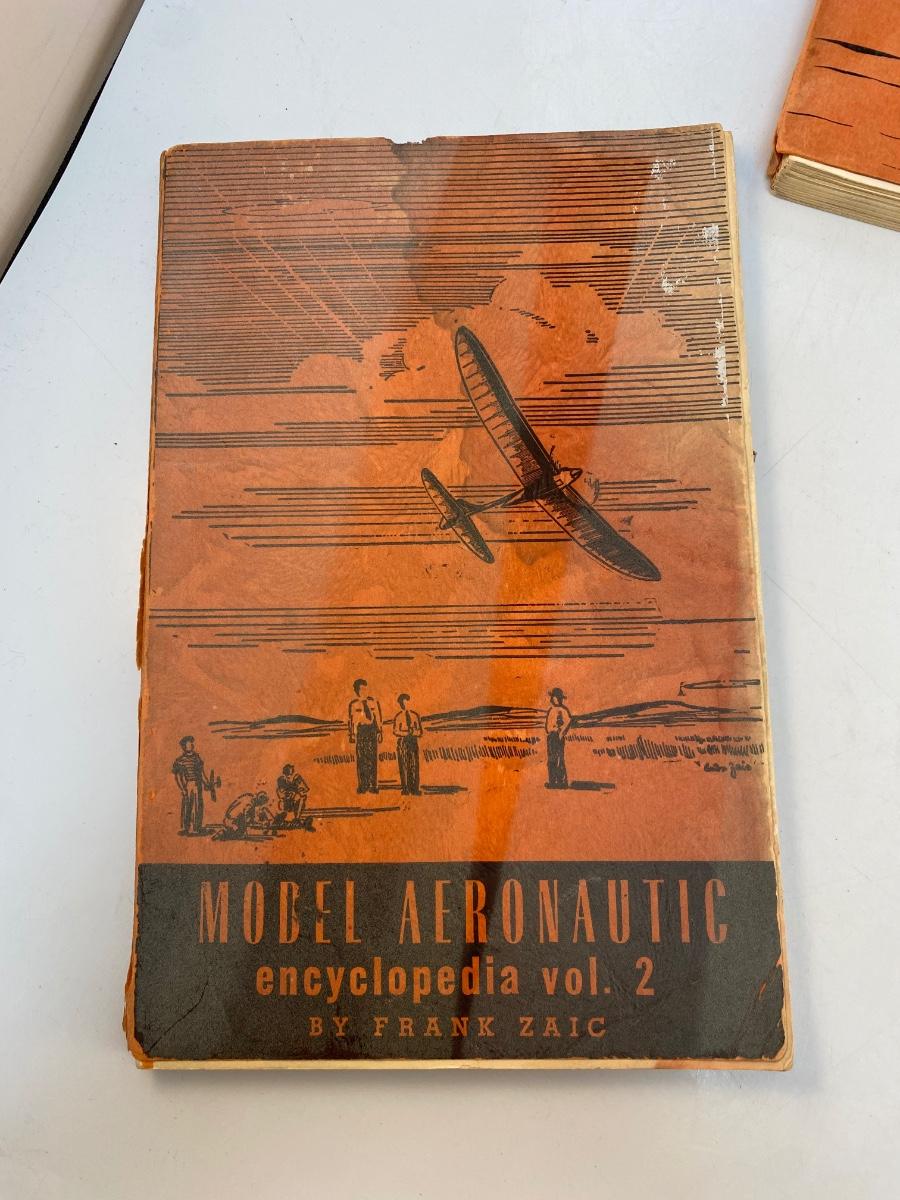 MODEL AERONAUTIC
encyclopedia vol. 2
BY FRANK ZAIC